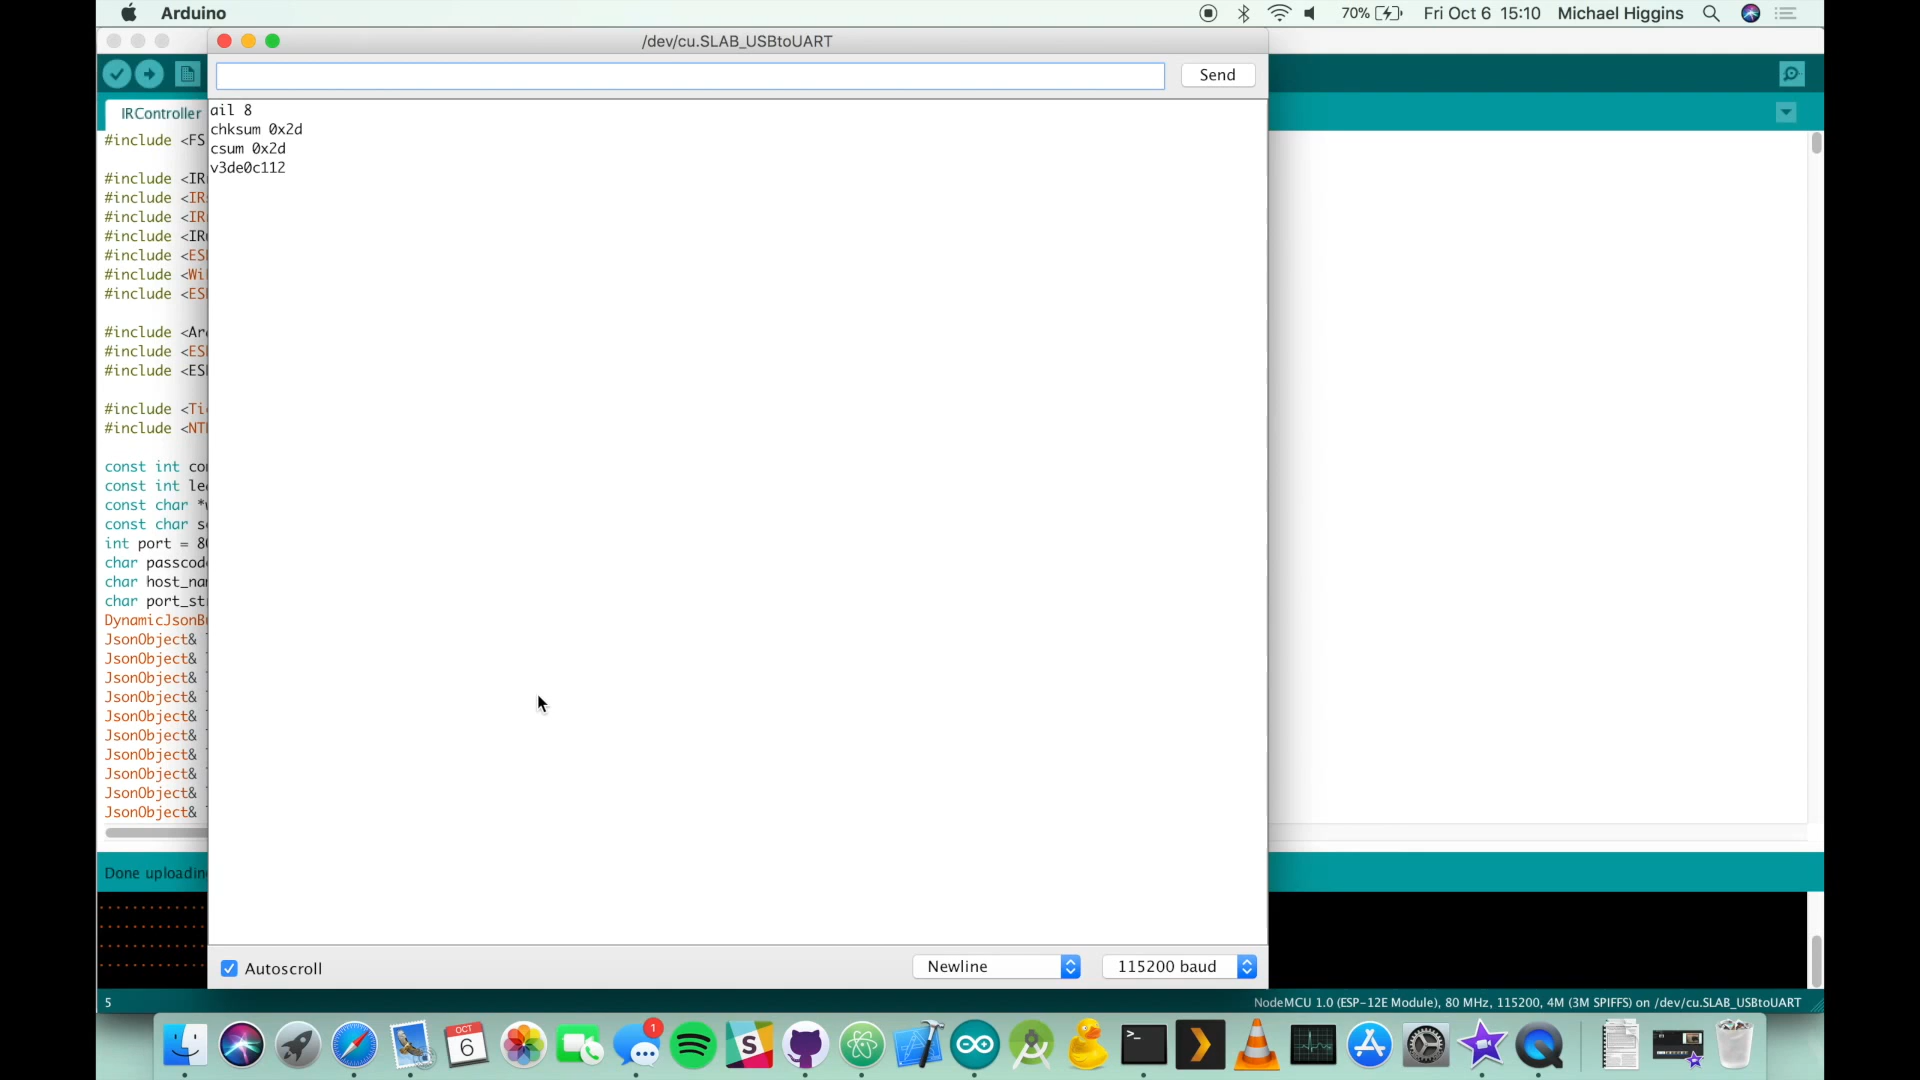 Arduino
70%
Fri Oct 6 15:10
Michael Higgins
/dev/cu.SLAB_USBtoUART
Send
IRController
ail 8
chksum 0x2d
csum 0x2d
v3de0c112
#include <FS
#include <IR
#include <IR
#include <IR
#include <IR
#include <ES
#include <Wi
#include <ES
#include <Ar
#include <ES
#include <ES
#include <Ti
#include <NT
const int co
const int le
const char *
const char s
int port = 8
char passcod
char host_na
char port_st
DynamicJsonB
JsonObject&
JsonObject&
JsonObject&
JsonObject&
JsonObject&
JsonObject&
JsonObject&
JsonObject&
JsonObject&
JsonObject&
Done uploadin
Autoscroll
Newline
115200 baud
5
NodeMCU 1.0 (ESP-12E Module), 80 MHz, 115200, 4M (3M SPIFFS) on /dev/cu.SLAB_USBtoUART
OCT
6
1